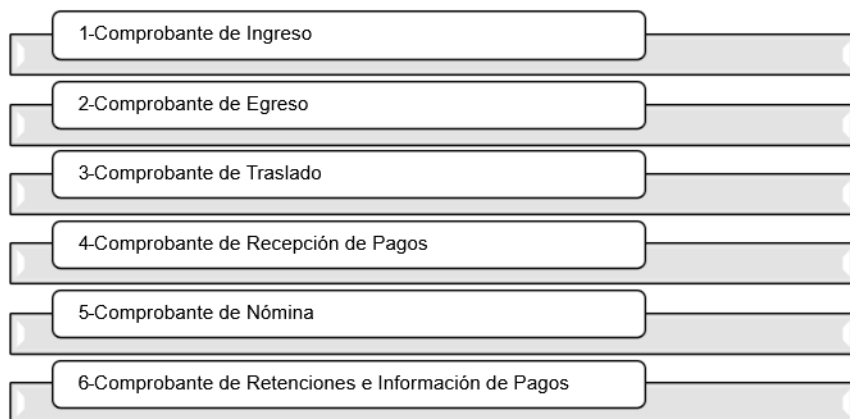 1-Comprobante de Ingreso
2-Comprobante de Egreso
3-Comprobante de Traslado
4-Comprobante de Recepción de Pagos
5-Comprobante de Nómina
6-Comprobante de Retenciones e Información de Pagos